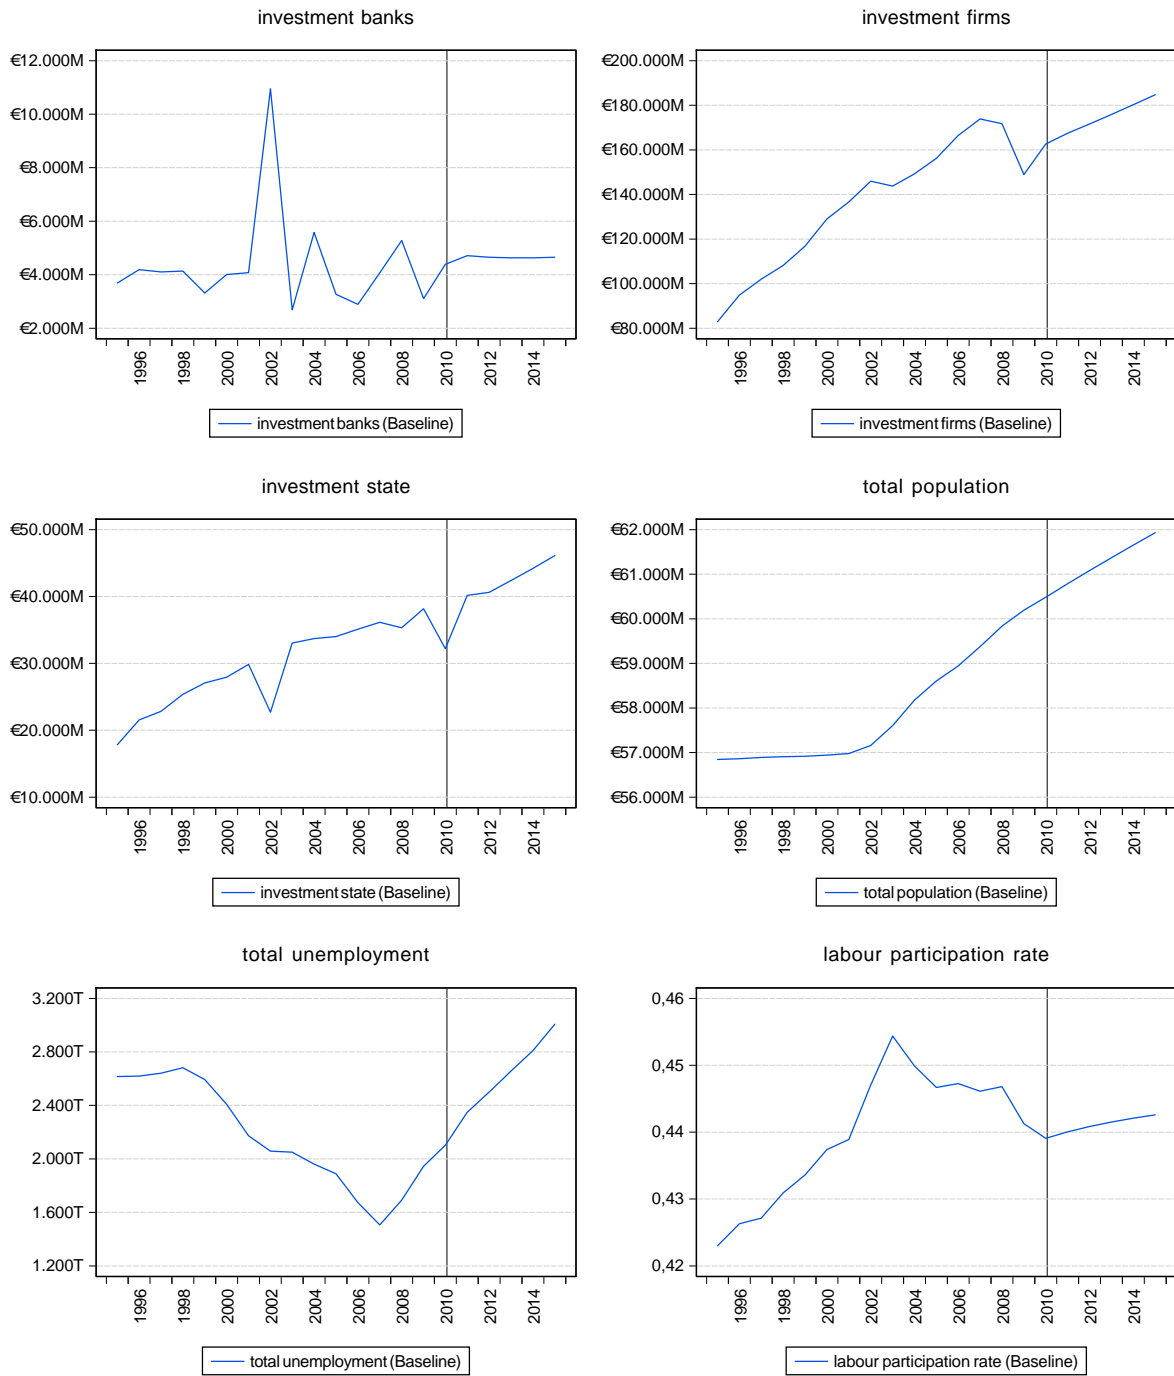 investment banks
€12.000M
€10.000M
€8.000M
€6.000M
€4.000M
€2.000M
1996 1998 2000 2002 2004 2006 2008 2010 2012 2014
investment banks (Baseline)
investment firms
€200.000M
€180.000M
€160.000M
€140.000M
€120.000M
€100.000M
€80.000M
1996 1998 2000 2002 2004 2006 2008 2010 2012 2014
investment firms (Baseline)
investment state
€50.000M
€40.000M
€30.000M
€20.000M
€10.000M
1996 1998 2000 2002 2004 2006 2008 2010 2012 2014
investment state (Baseline)
total population
€62.000M
€61.000M
€60.000M
€59.000M
€58.000M
€57.000M
€56.000M
1996 1998 2000 2002 2004 2006 2008 2010 2012 2014
total population (Baseline)
total unemployment
3.200T
2.800T
2.400T
2.000T
1.600T
1.200T
1996 1998 2000 2002 2004 2006 2008 2010 2012 2014
total unemployment (Baseline)
labour participation rate
0,46
0,45
0,44
0,43
0,42
1996 1998 2000 2002 2004 2006 2008 2010 2012 2014
labour participation rate (Baseline)